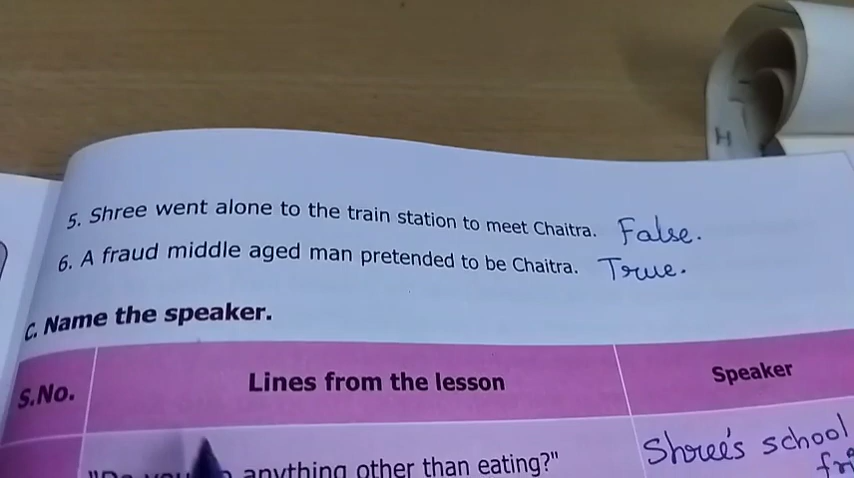 5. Shree went alone to the train station to meet Chaitra. False.
6. A fraud middle aged man pretended to be Chaitra. True.
C. Name the speaker.
S.No. Lines from the lesson Speaker
anything other than eating?" Shree's school
H